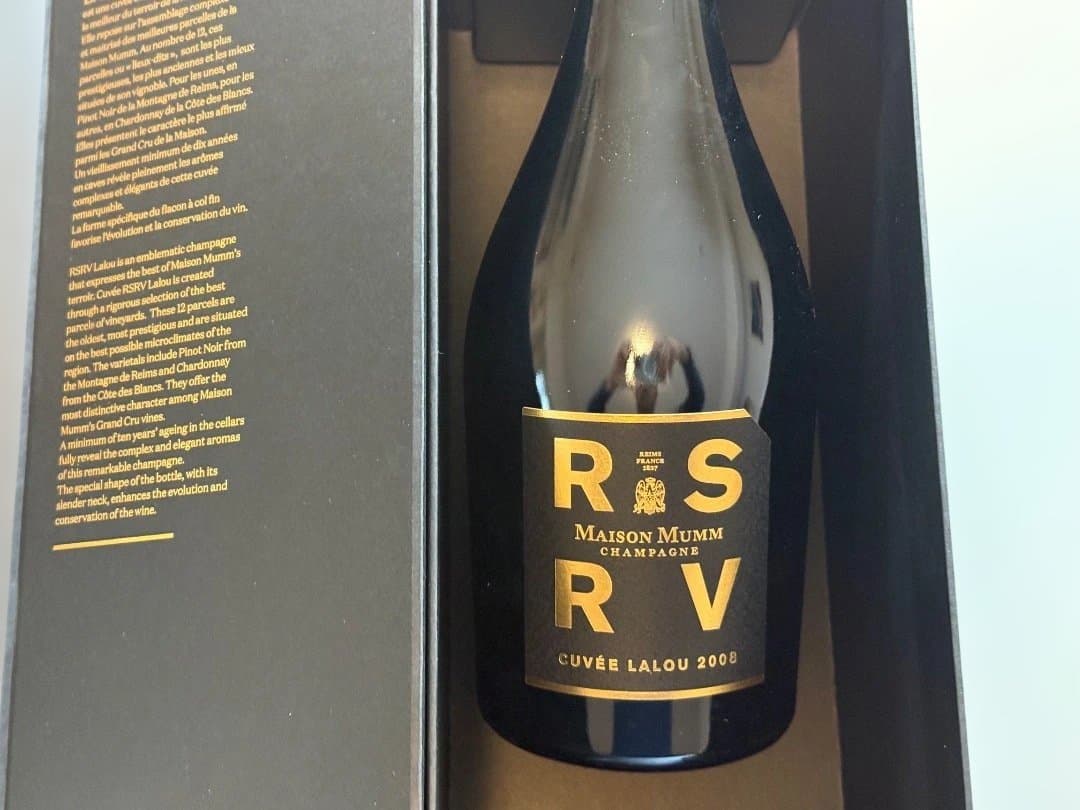 est une cuvée
le meilleur du terroir de la
Elle repose sur l'assemblage complexe
et maîtrisé des meilleures parcelles de la
Maison Mumm. Au nombre de 12, ces
parcelles ou « lieux-dits », sont les plus
prestigieuses, les plus anciennes et les mieux
situées de son vignoble. Pour les unes, en
Pinot Noir de la Montagne de Reims, pour les
autres, en Chardonnay de la Côte des Blancs.
Elles présentent le caractère le plus affirmé
parmi les Grand Cru de la Maison.
Un vieillissement minimum de dix années
en caves révèle pleinement les arômes
complexes et élégants de cette cuvée
remarquable.
La forme spécifique du flacon à col fin
favorise l'évolution et la conservation du vin.
RSRV Lalou is an emblematic champagne
that expresses the best of Maison Mumm's
terroir. Cuvée RSRV Lalou is created
through a rigorous selection of the best
parcels of vineyards. These 12 parcels are
the oldest, most prestigious and are situated
on the best possible microclimates of the
region. The varietals include Pinot Noir from
the Montagne de Reims and Chardonnay
from the Côte des Blancs. They offer the
most distinctive character among Maison
Mumm's Grand Cru vines.
A minimum of ten years' ageing in the cellars
fully reveal the complex and elegant aromas
of this remarkable champagne.
The special shape of the bottle, with its
slender neck, enhances the evolution and
conservation of the wine.
R S
REIMS
FRANCE
1827
MAISON MUMM
CHAMPAGNE
R V
CUVÉE LALOU 2008